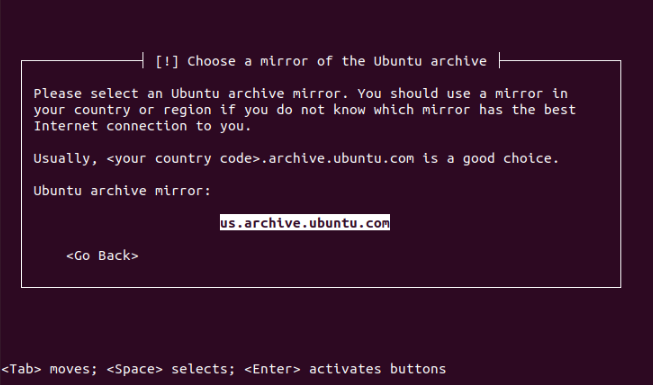 [!] Choose a mirror of the Ubuntu archive
Please select an Ubuntu archive mirror. You should use a mirror in
your country or region if you do not know which mirror has the best
Internet connection to you.
Usually, <your country code>.archive.ubuntu.com is a good choice.
Ubuntu archive mirror:
us.archive.ubuntu.com
<Go Back>
<Tab> moves; <Space> selects; <Enter> activates buttons